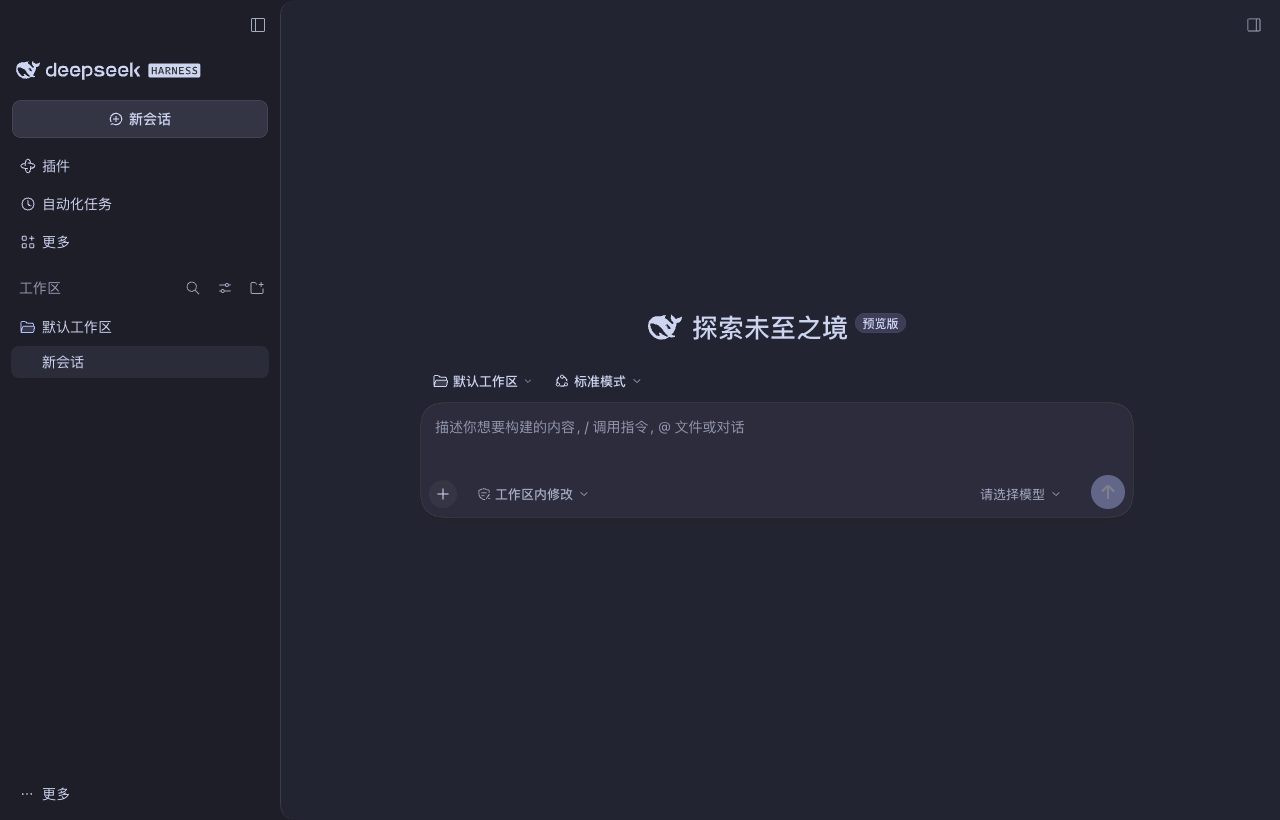 deepseek HARNESS
新会话
插件
自动化任务
更多
工作区
默认工作区
新会话
更多
探索未至之境 预览版
默认工作区 标准模式
描述你想要构建的内容, / 调用指令, @ 文件或对话
工作区内修改 请选择模型